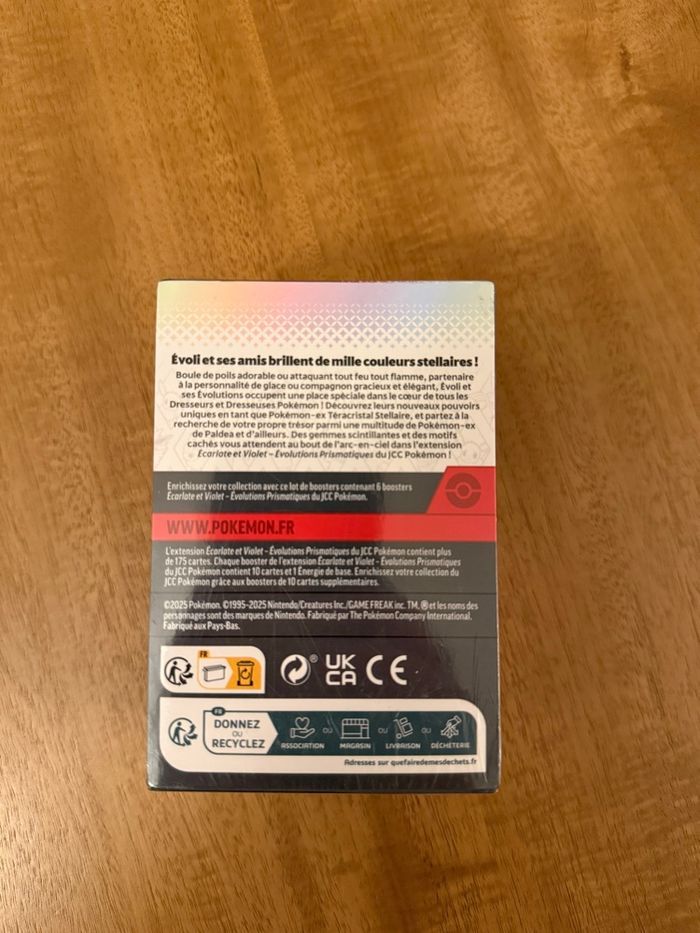 Évoli et ses amis brillent de mille couleurs stellaires !
Boule de poils adorable ou attaquant tout feu tout flamme, partenaire
à la personnalité de glace ou compagnon gracieux et élégant, Évoli et
ses Évolutions occupent une place spéciale dans le cœur de tous les
Dresseurs et Dresseuses Pokémon ! Découvrez leurs nouveaux pouvoirs
uniques en tant que Pokémon-ex Téracristal Stellaire, et partez à la
recherche de votre propre trésor parmi une multitude de Pokémon-ex
de Paldea et d'ailleurs. Des gemmes scintillantes et des motifs
cachés vous attendent au bout de l'arc-en-ciel dans l'extension
Écarlate et Violet – Évolutions Prismatiques du JCC Pokémon !
Enrichissez votre collection avec ce lot de boosters contenant 6 boosters
Écarlate et Violet – Évolutions Prismatiques du JCC Pokémon.
WWW.POKEMON.FR
L'extension Écarlate et Violet – Évolutions Prismatiques du JCC Pokémon contient plus
de 175 cartes. Chaque booster de l'extension Écarlate et Violet – Évolutions Prismatiques
du JCC Pokémon contient 10 cartes et 1 Énergie de base. Enrichissez votre collection du
JCC Pokémon grâce aux boosters de 10 cartes supplémentaires.
©2025 Pokémon. ©1995–2025 Nintendo/Creatures Inc./GAME FREAK inc. TM, ® et les noms des
personnages sont des marques de Nintendo. Fabriqué par The Pokémon Company International.
Fabriqué aux Pays-Bas.
FR
® UK CA CE
FR
DONNEZ OU RECYCLEZ
ASSOCIATION OU MAGASIN OU LIVRAISON OU DÉCHÈTERIE
Adresses sur quefairedemesdechets.fr